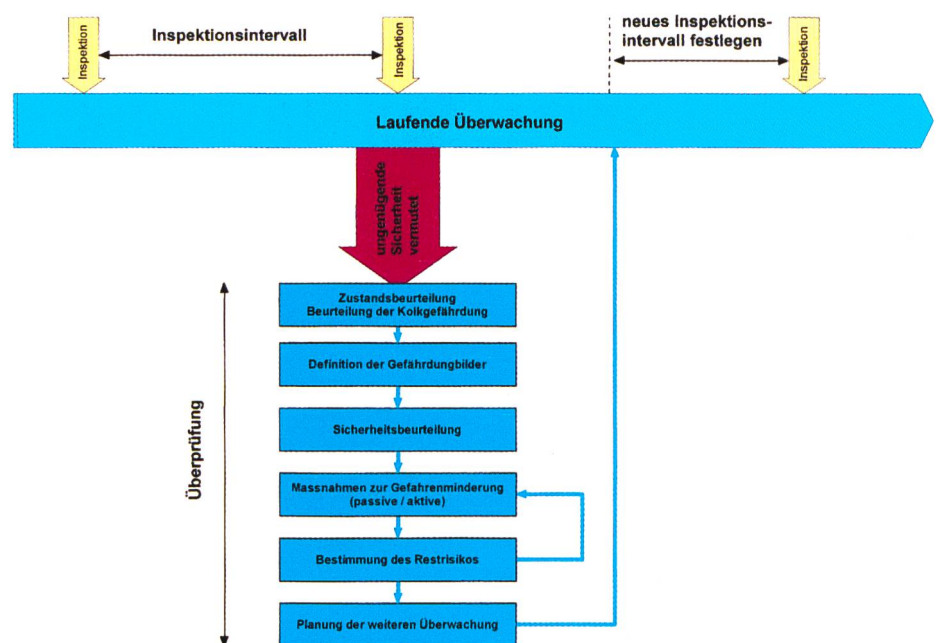 Inspektion
Inspektionsintervall
Inspektion
neues Inspektions-
intervall festlegen
Inspektion
Laufende Überwachung
ungenügende
Sicherheit
vermutet
Überprüfung
Zustandsbeurteilung
Beurteilung der Kolkgefährdung
Definition der Gefährdungbilder
Sicherheitsbeurteilung
Massnahmen zur Gefahrenminderung
(passive / aktive)
Bestimmung des Restrisikos
Planung der weiteren Überwachung